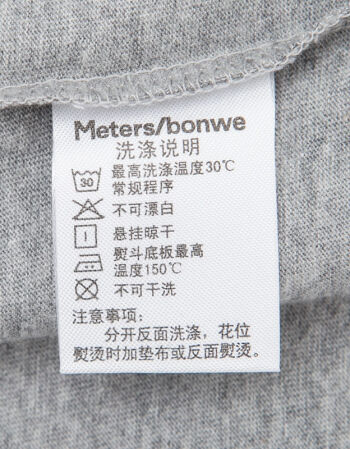 Meters/bonwe
洗涤说明
30
最高洗涤温度30℃
常规程序
不可漂白
悬挂晾干
熨斗底板最高
温度150℃
不可干洗
注意事项:
分开反面洗涤,花位
熨烫时加垫布或反面熨烫。